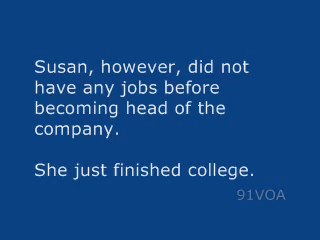 Susan, however, did not
have any jobs before
becoming head of the
company.
She just finished college.
91VOA